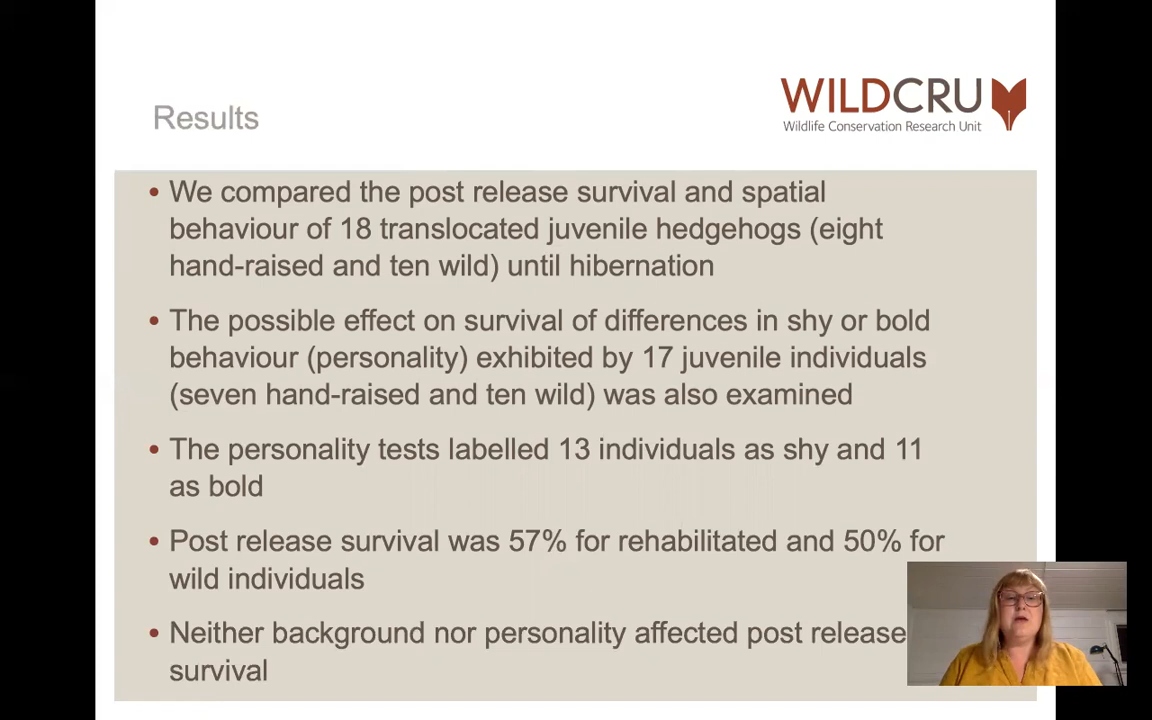 WILDCRU
Wildlife Conservation Research Unit
Results
• We compared the post release survival and spatial
behaviour of 18 translocated juvenile hedgehogs (eight
hand-raised and ten wild) until hibernation
• The possible effect on survival of differences in shy or bold
behaviour (personality) exhibited by 17 juvenile individuals
(seven hand-raised and ten wild) was also examined
• The personality tests labelled 13 individuals as shy and 11
as bold
• Post release survival was 57% for rehabilitated and 50% for
wild individuals
• Neither background nor personality affected post release
survival